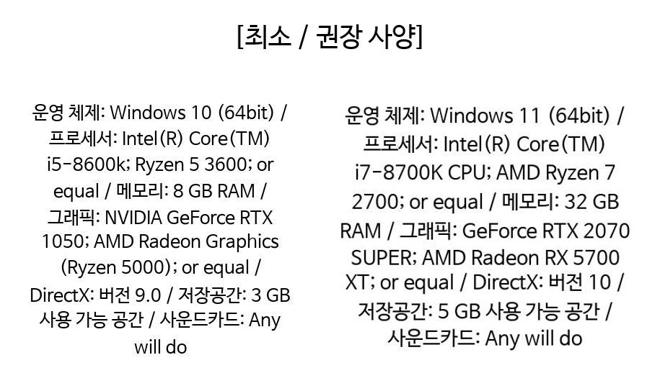 [최소 / 권장 사양]
운영 체제: Windows 10 (64bit) /
프로세서: Intel(R) Core(TM)
i5-8600k; Ryzen 5 3600; or
equal / 메모리: 8 GB RAM /
그래픽: NVIDIA GeForce RTX
1050; AMD Radeon Graphics
(Ryzen 5000); or equal /
DirectX: 버전 9.0 / 저장공간: 3 GB
사용 가능 공간 / 사운드카드: Any
will do
운영 체제: Windows 11 (64bit) /
프로세서: Intel(R) Core(TM)
i7-8700K CPU; AMD Ryzen 7
2700; or equal / 메모리: 32 GB
RAM / 그래픽: GeForce RTX 2070
SUPER; AMD Radeon RX 5700
XT; or equal / DirectX: 버전 10 /
저장공간: 5 GB 사용 가능 공간 /
사운드카드: Any will do